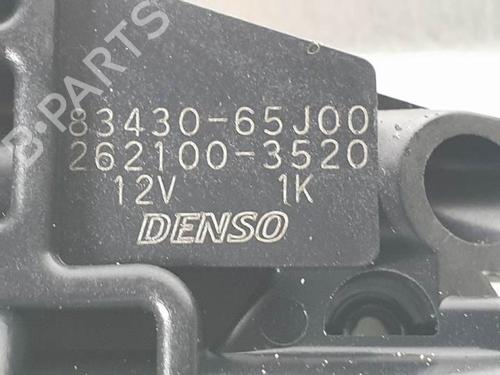 B-PARTS
83430-65J00
262100-3520
12V 1K
DENSO